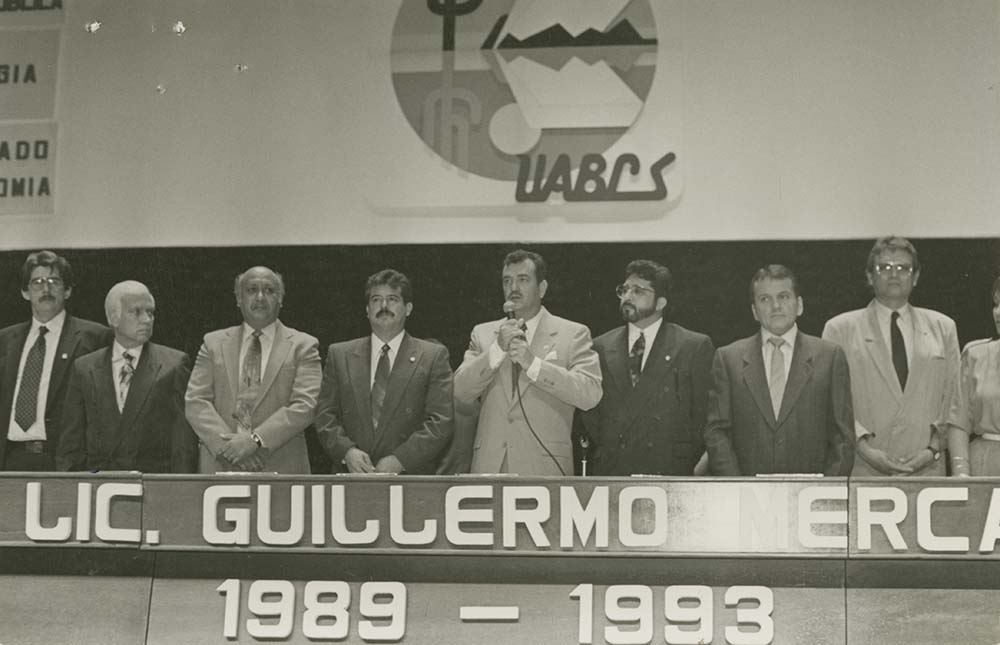 GIA
ADO
OMIA
UABCS
LIC. GUILLERMO MERCA
1989 — 1993